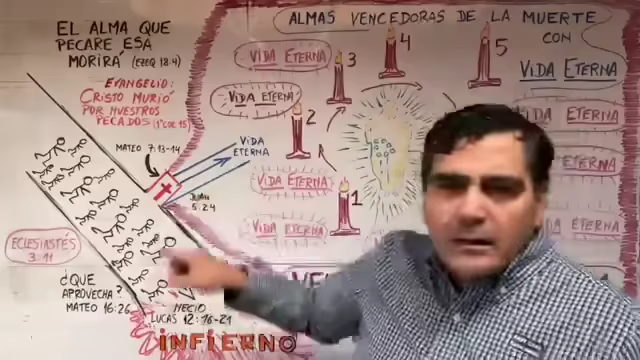 EL ALMA QUE
PECARE ESA
MORIRÁ (EZEQ 18:4)
EVANGELIO:
CRISTO MURIÓ
POR NUESTROS
PECADOS (1ª COR 15)
MATEO 7:13-14
VIDA
ETERNA
JUAN
5:24
ECLESIASTÉS
3:11
¿QUE
APROVECHA?
MATEO 16:26
NECIO
LUCAS 12:16-21
INFIERNO
ALMAS VENCEDORAS DE LA MUERTE
CON
VIDA ETERNA
VIDA ETERNA
VIDA ETERNA
VIDA ETERNA
VIDA ETERNA
1
2
3
4
5
ETERNA
ETERNA